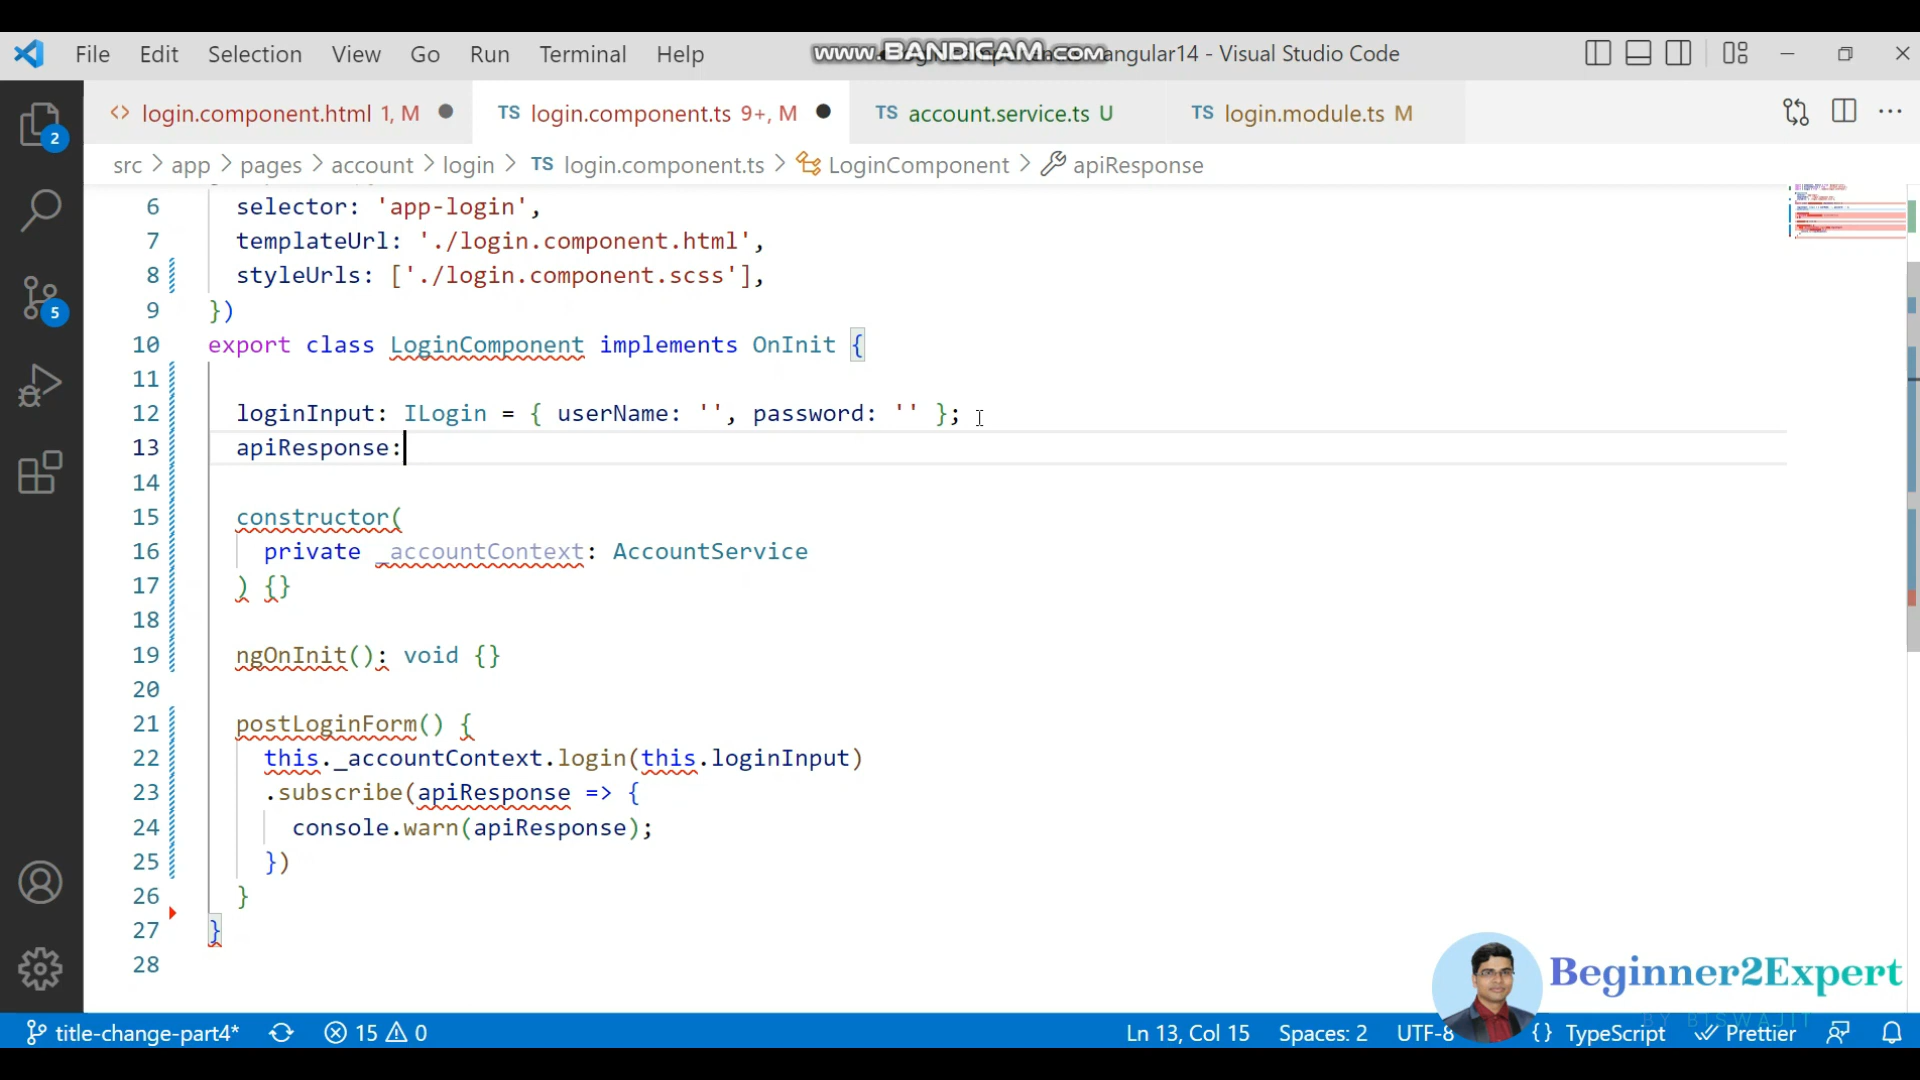 File Edit Selection View Go Run Terminal Help www.BANDICAM.com angular14 - Visual Studio Code
login.component.html 1, M TS login.component.ts 9+, M TS account.service.ts U TS login.module.ts M
2
src > app > pages > account > login > TS login.component.ts > LoginComponent > apiResponse
6 selector: 'app-login',
7 templateUrl: './login.component.html',
8 styleUrls: ['./login.component.scss'],
9 })
10 export class LoginComponent implements OnInit {
11
12 loginInput: ILogin = { userName: '', password: '' };
13 apiResponse:
14
15 constructor(
16 private _accountContext: AccountService
17 ) {}
18
19 ngOnInit(): void {}
20
21 postLoginForm() {
22 this._accountContext.login(this.loginInput)
23 .subscribe(apiResponse => {
24 console.warn(apiResponse);
25 })
26 }
27 }
28
5
Beginner2Expert
BY BISWAJIT
title-change-part4* 15 0 Ln 13, Col 15 Spaces: 2 UTF-8 {} TypeScript Prettier